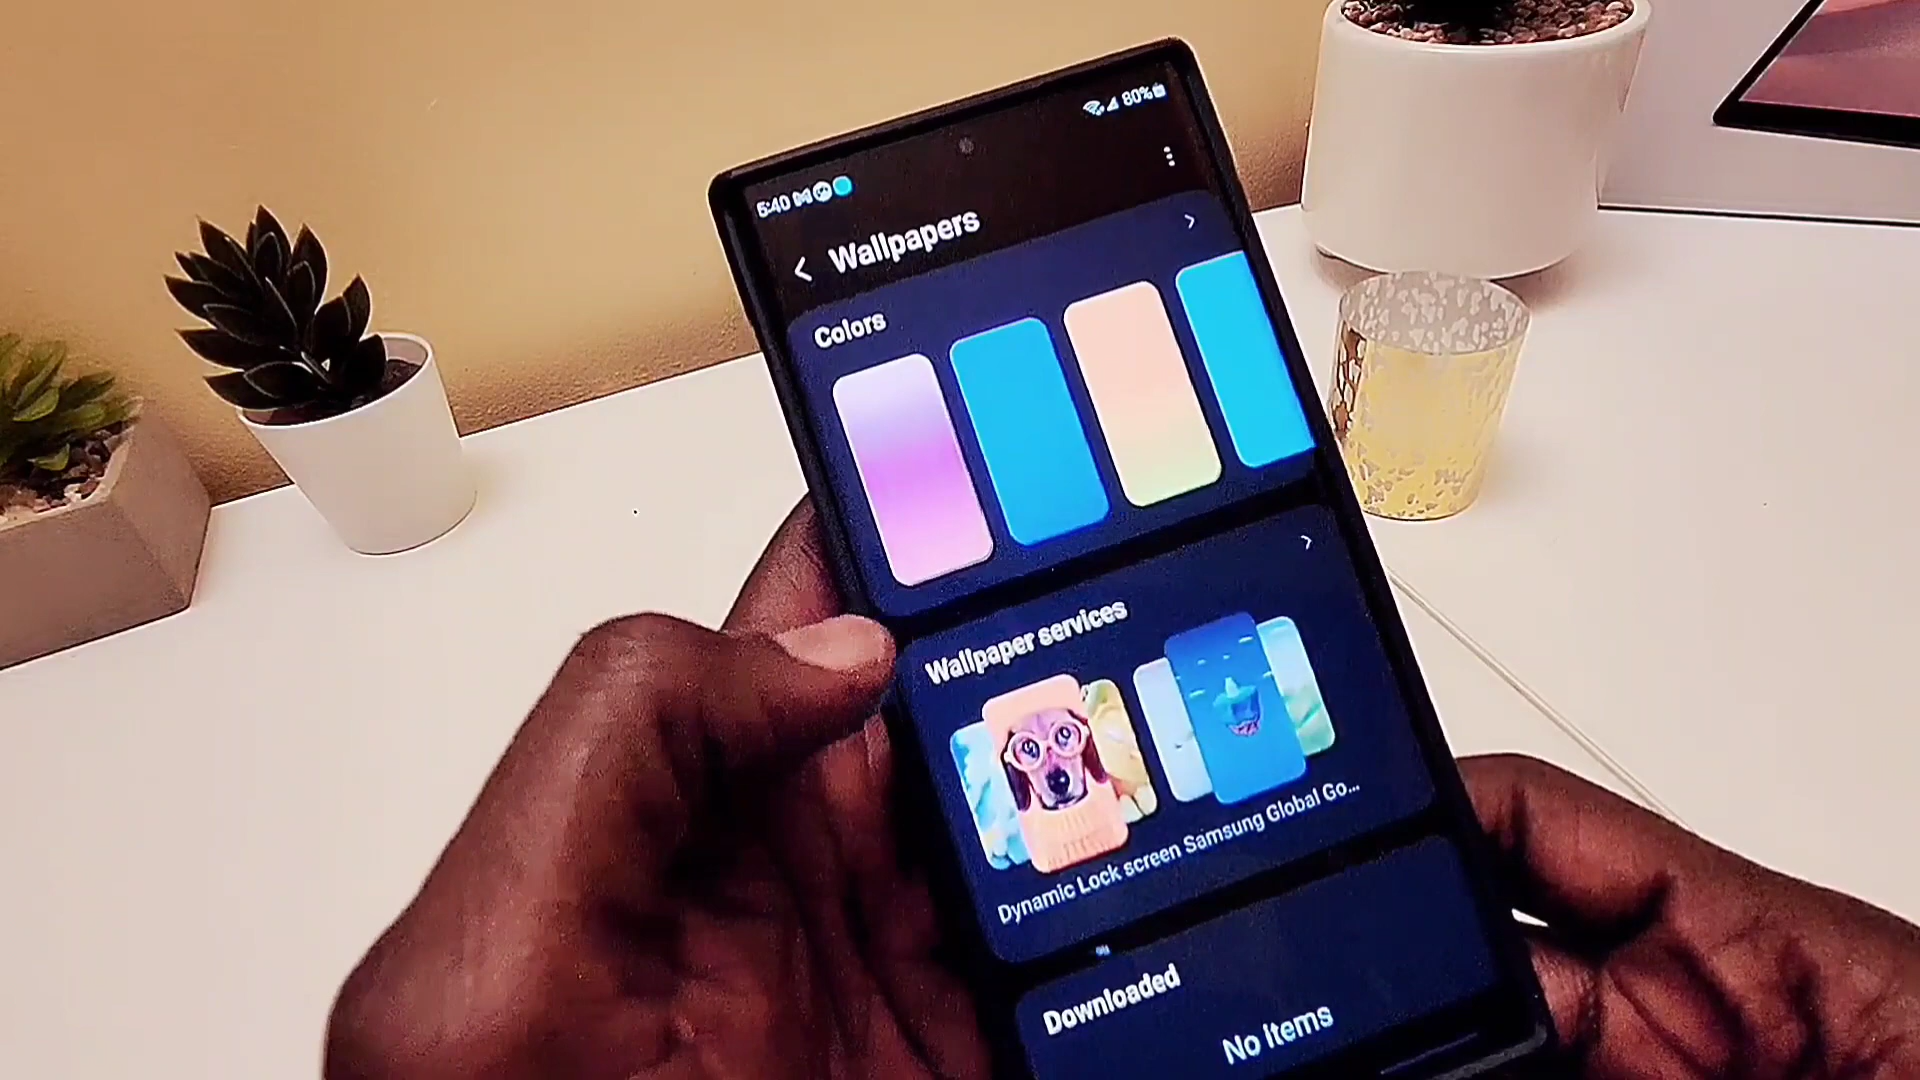 5:40
80%
Wallpapers
Colors
Wallpaper services
Dynamic Lock screen Samsung Global Go...
Downloaded
No items